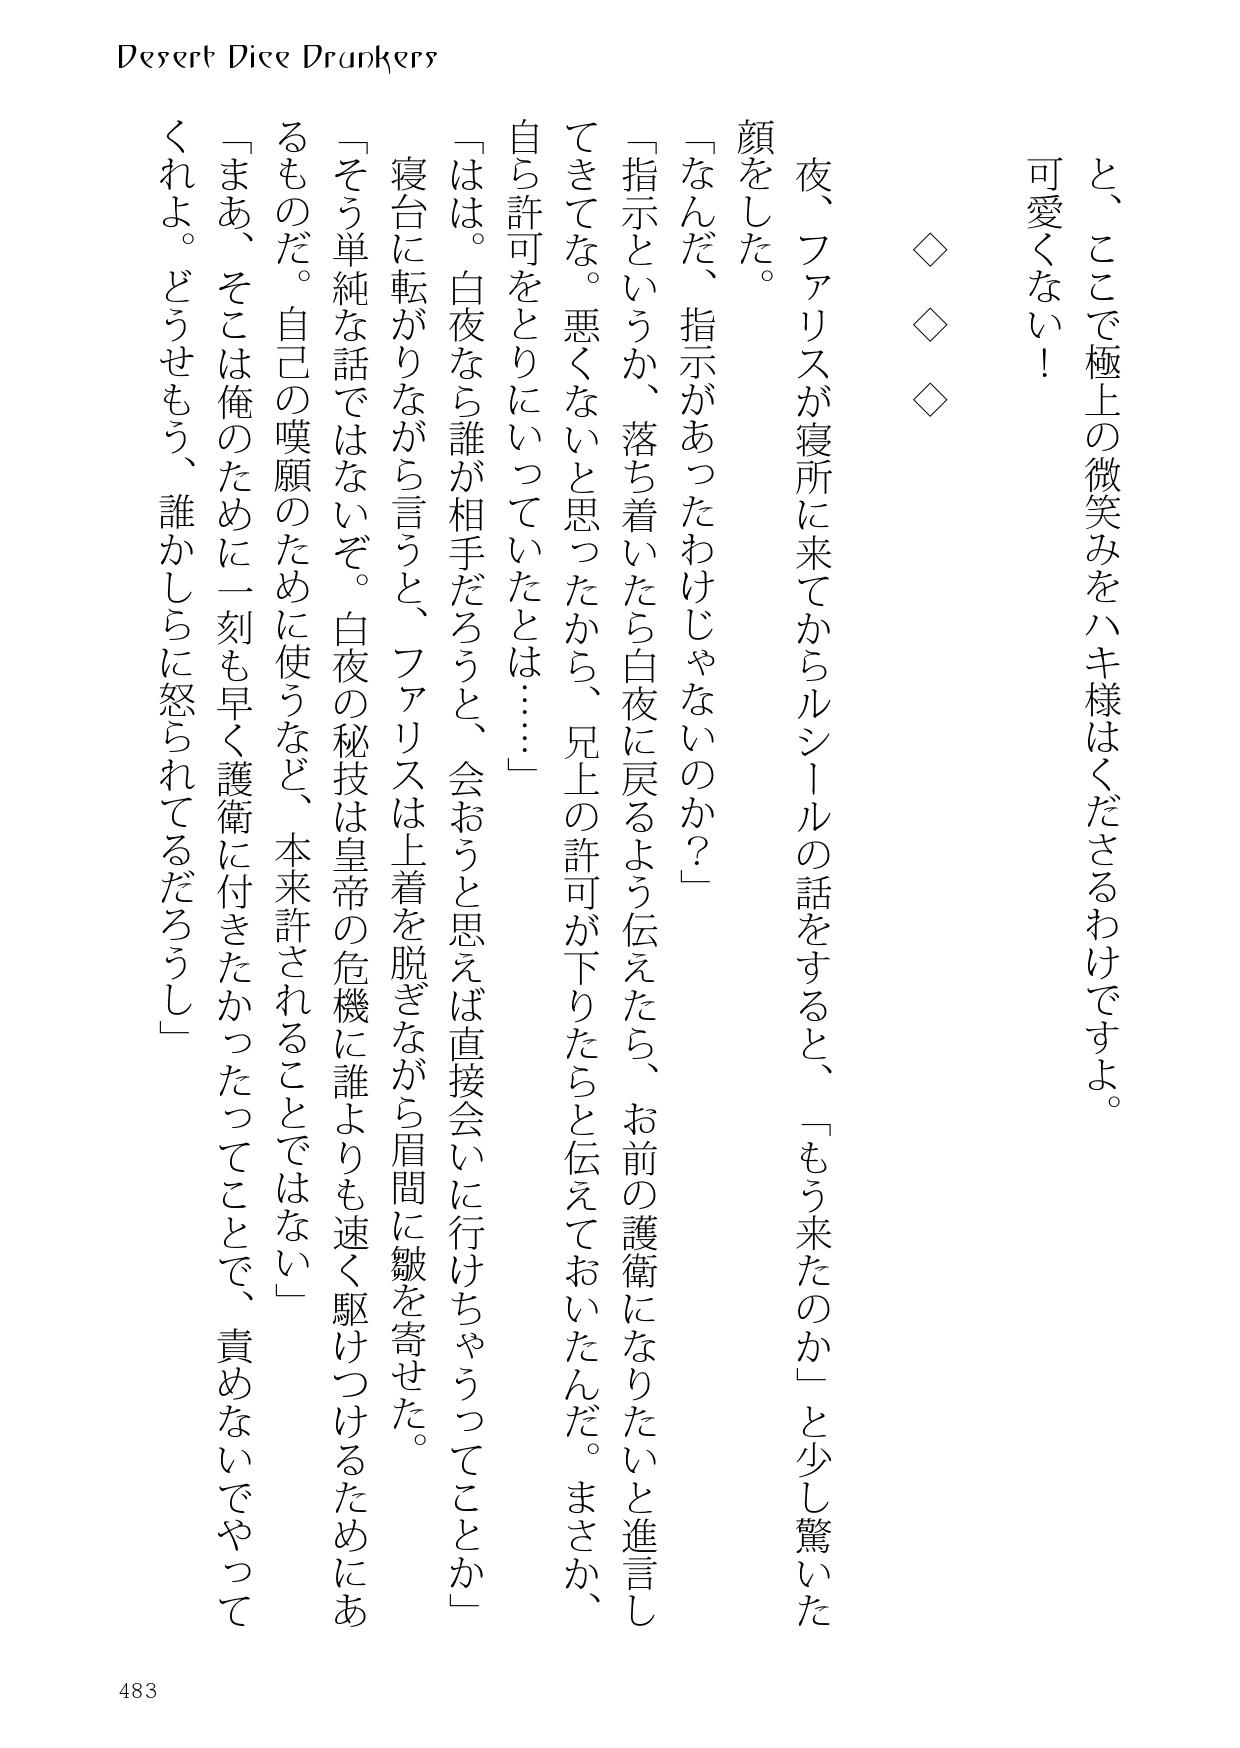 Desert Dice Drunkers
と、ここで極上の微笑みをハキ様はくださるわけですよ。
可愛くない！
◇　◇　◇
夜、ファリスが寝所に来てからルシールの話をすると、「もう来たのか」と少し驚いた
顔をした。
「なんだ、指示があったわけじゃないのか？」
「指示というか、落ち着いたら白夜に戻るよう伝えたら、お前の護衛になりたいと進言し
てきてな。悪くないと思ったから、兄上の許可が下りたらと伝えておいたんだ。まさか、
自ら許可をとりにいっていたとは……」
「はは。白夜なら誰が相手だろうと、会おうと思えば直接会いに行けちゃうってことか」
寝台に転がりながら言うと、ファリスは上着を脱ぎながら眉間に皺を寄せた。
「そう単純な話ではないぞ。白夜の秘技は皇帝の危機に誰よりも速く駆けつけるためにあ
るものだ。自己の嘆願のために使うなど、本来許されることではない」
「まあ、そこは俺のために一刻も早く護衛に付きたかったってことで、責めないでやって
くれよ。どうせもう、誰かしらに怒られてるだろうし」
483